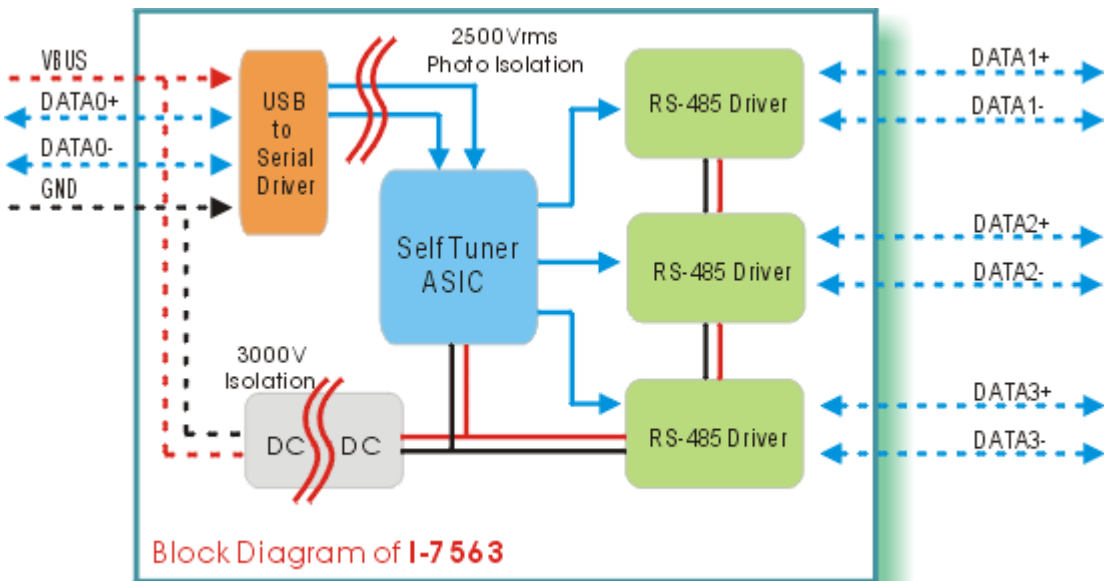 VBUS
DATA0+
DATA0-
GND
USB
to
Serial
Driver
2500Vrms
Photo Isolation
Self Tuner
ASIC
3000V
Isolation
DC DC
RS-485 Driver
RS-485 Driver
RS-485 Driver
DATA1+
DATA1-
DATA2+
DATA2-
DATA3+
DATA3-
Block Diagram of I-7563